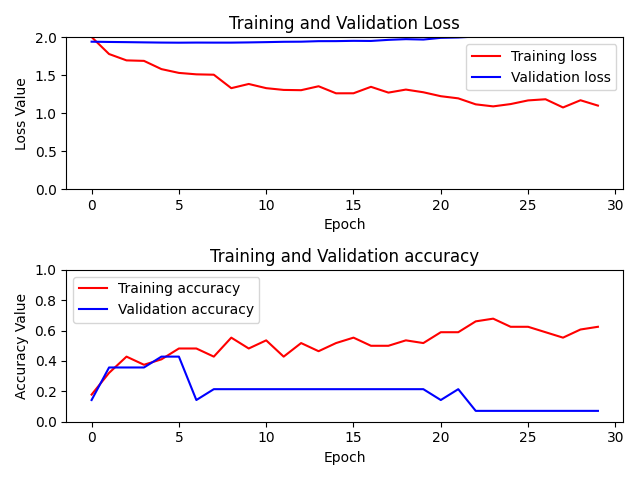 Training and Validation Loss
2.0
1.5
1.0
0.5
0.0
Loss Value
Training loss
Validation loss
0 5 10 15 20 25 30
Epoch
Training and Validation accuracy
1.0
0.8
0.6
0.4
0.2
0.0
Accuracy Value
Training accuracy
Validation accuracy
0 5 10 15 20 25 30
Epoch